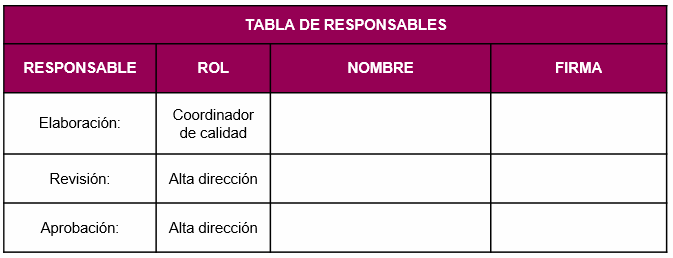 TABLA DE RESPONSABLES
RESPONSABLE ROL NOMBRE FIRMA
Elaboración: Coordinador
de calidad
Revisión: Alta dirección
Aprobación: Alta dirección